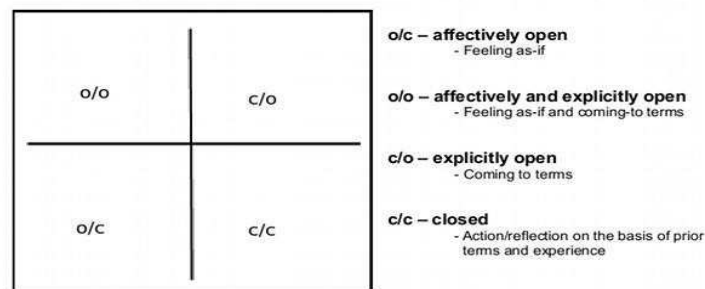 o/o
c/o
o/c
c/c
o/c – affectively open
- Feeling as-if
o/o – affectively and explicitly open
- Feeling as-if and coming-to terms
c/o – explicitly open
- Coming to terms
c/c – closed
- Action/reflection on the basis of prior
terms and experience